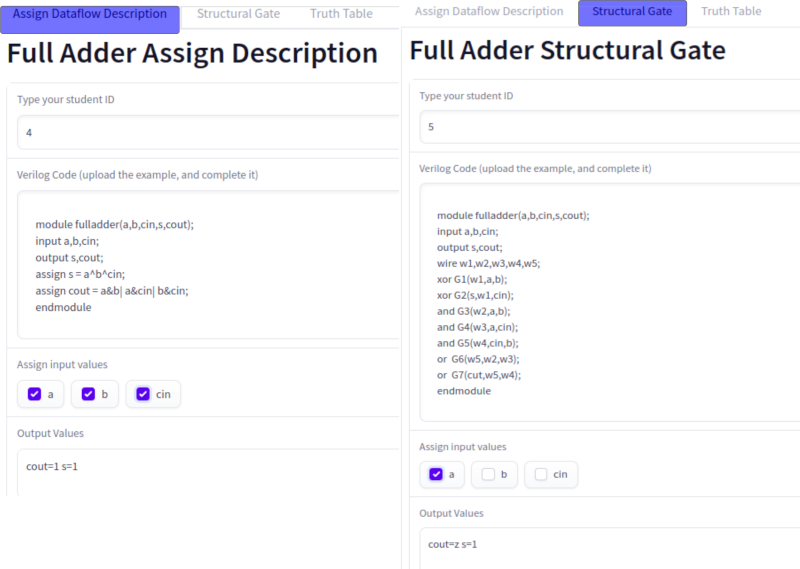 Assign Dataflow Description
Structural Gate
Truth Table
Full Adder Assign Description
Type your student ID
4
Verilog Code (upload the example, and complete it)
module fulladder(a,b,cin,s,cout);
input a,b,cin;
output s,cout;
assign s = a^b^cin;
assign cout = a&b| a&cin| b&cin;
endmodule
Assign input values
a
b
cin
Output Values
cout=1 s=1
Assign Dataflow Description
Structural Gate
Truth Table
Full Adder Structural Gate
Type your student ID
5
Verilog Code (upload the example, and complete it)
module fulladder(a,b,cin,s,cout);
input a,b,cin;
output s,cout;
wire w1,w2,w3,w4,w5;
xor G1(w1,a,b);
xor G2(s,w1,cin);
and G3(w2,a,b);
and G4(w3,a,cin);
and G5(w4,cin,b);
or  G6(w5,w2,w3);
or  G7(cut,w5,w4);
endmodule
Assign input values
a
b
cin
Output Values
cout=z s=1